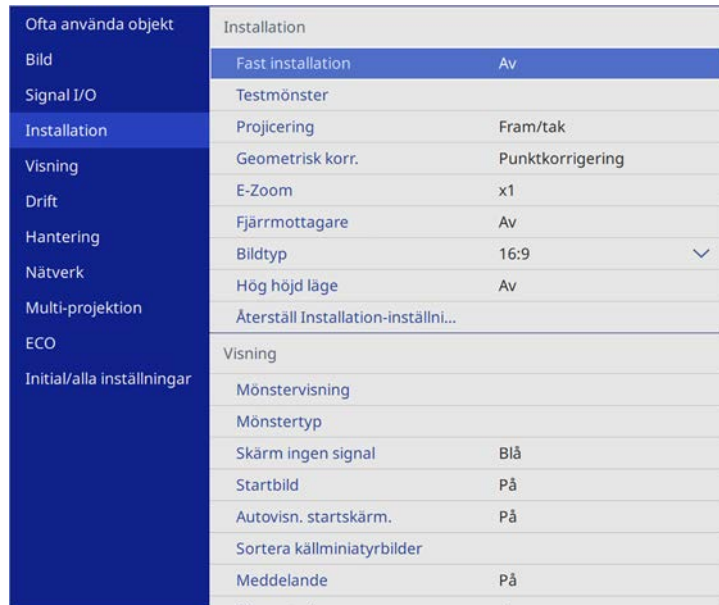 Ofta använda objekt
Bild
Signal I/O
Installation
Visning
Drift
Hantering
Nätverk
Multi-projektion
ECO
Initial/alla inställningar
Installation
Fast installation Av
Testmönster
Projicering Fram/tak
Geometrisk korr. Punktkorrigering
E-Zoom x1
Fjärrmottagare Av
Bildtyp 16:9
Hög höjd läge Av
Återställ Installation-inställni...
Visning
Mönstervisning
Mönstertyp
Skärm ingen signal Blå
Startbild På
Autovisn. startskärm. På
Sortera källminiatyrbilder
Meddelande På